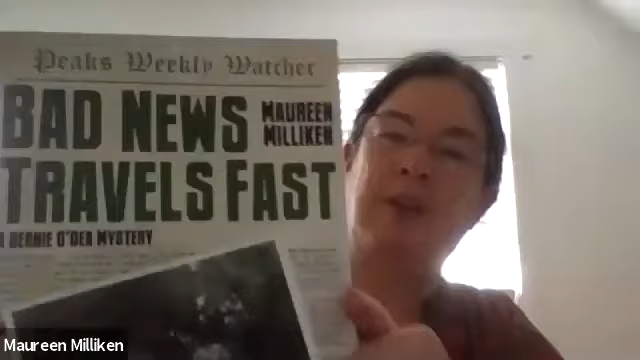 Peaks Weekly Watcher
BAD NEWS
MAUREEN
MILLIKEN
TRAVELS FAST
A BERNIE O'DEA MYSTERY
Maureen Milliken